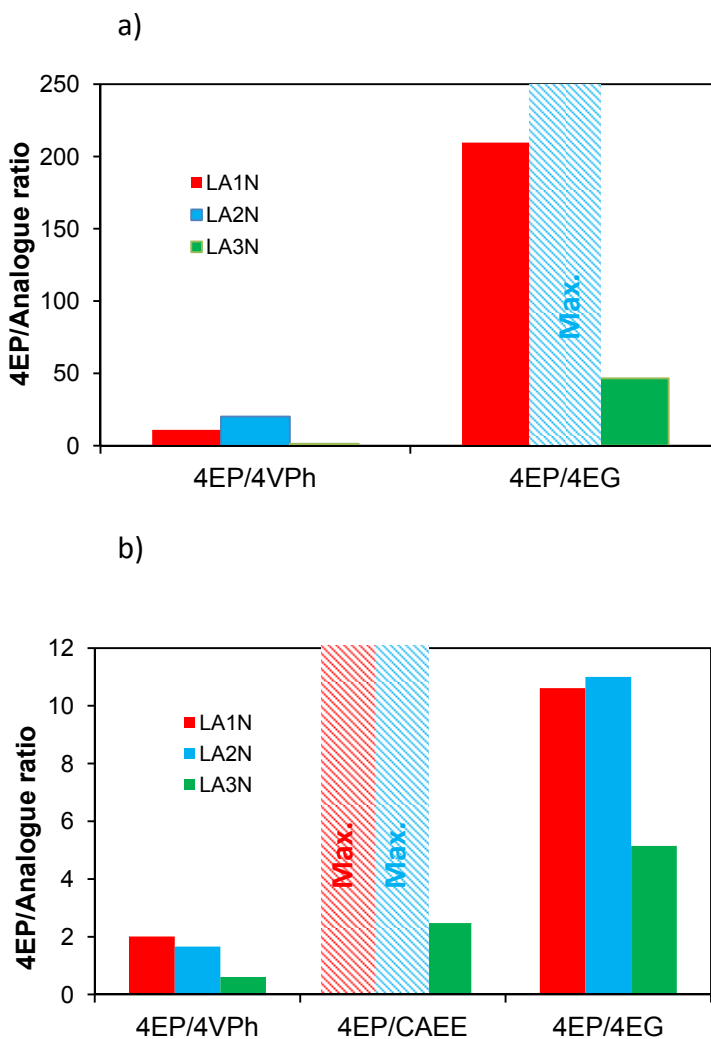 a)
4EP/Analogue ratio
250
200
150
100
50
0
LA1N
LA2N
LA3N
Max.
4EP/4VPh
4EP/4EG
b)
4EP/Analogue ratio
12
10
8
6
4
2
0
LA1N
LA2N
LA3N
Max.
Max.
4EP/4VPh
4EP/CAEE
4EP/4EG